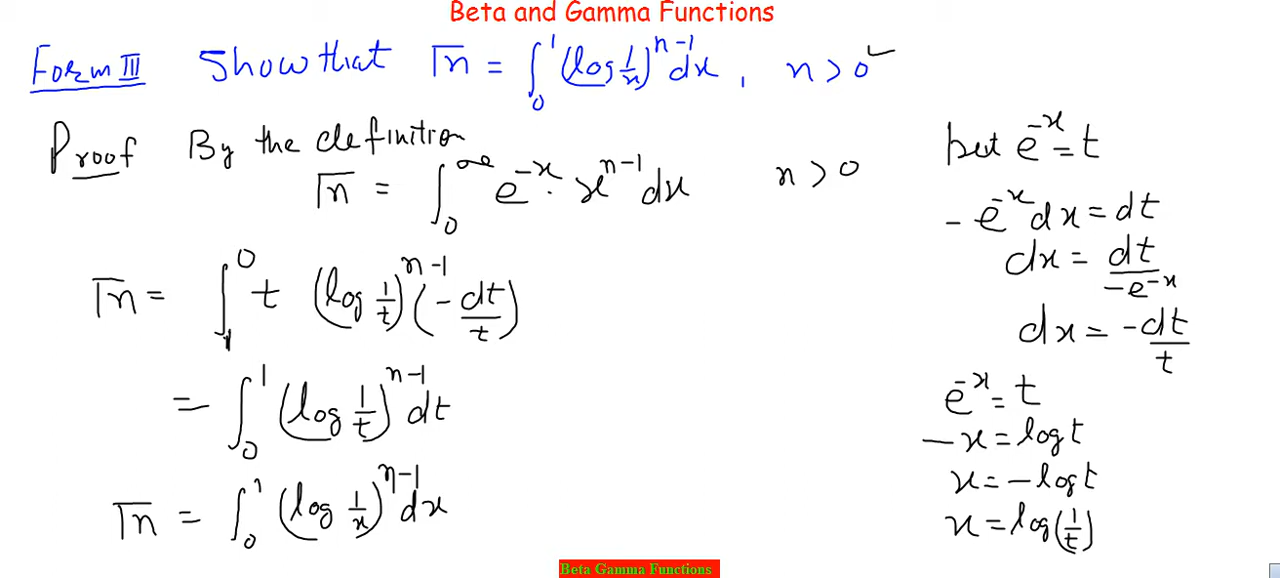 Beta and Gamma Functions
Form III Show that Γn = ∫₀¹ (log 1/x)ⁿ⁻¹ dx, n > 0
Proof By the definition
Γn = ∫₀^∞ e⁻ˣ · xⁿ⁻¹ dx n > 0
Γn = ∫₁⁰ t (log 1/t)ⁿ⁻¹ (-dt/t)
= ∫₀¹ (log 1/t)ⁿ⁻¹ dt
Γn = ∫₀¹ (log 1/x)ⁿ⁻¹ dx
put e⁻ˣ = t
- e⁻ˣ dx = dt
dx = dt/-e⁻ˣ
dx = -dt/t
e⁻ˣ = t
- x = log t
x = - log t
x = log(1/t)
Beta Gamma Functions